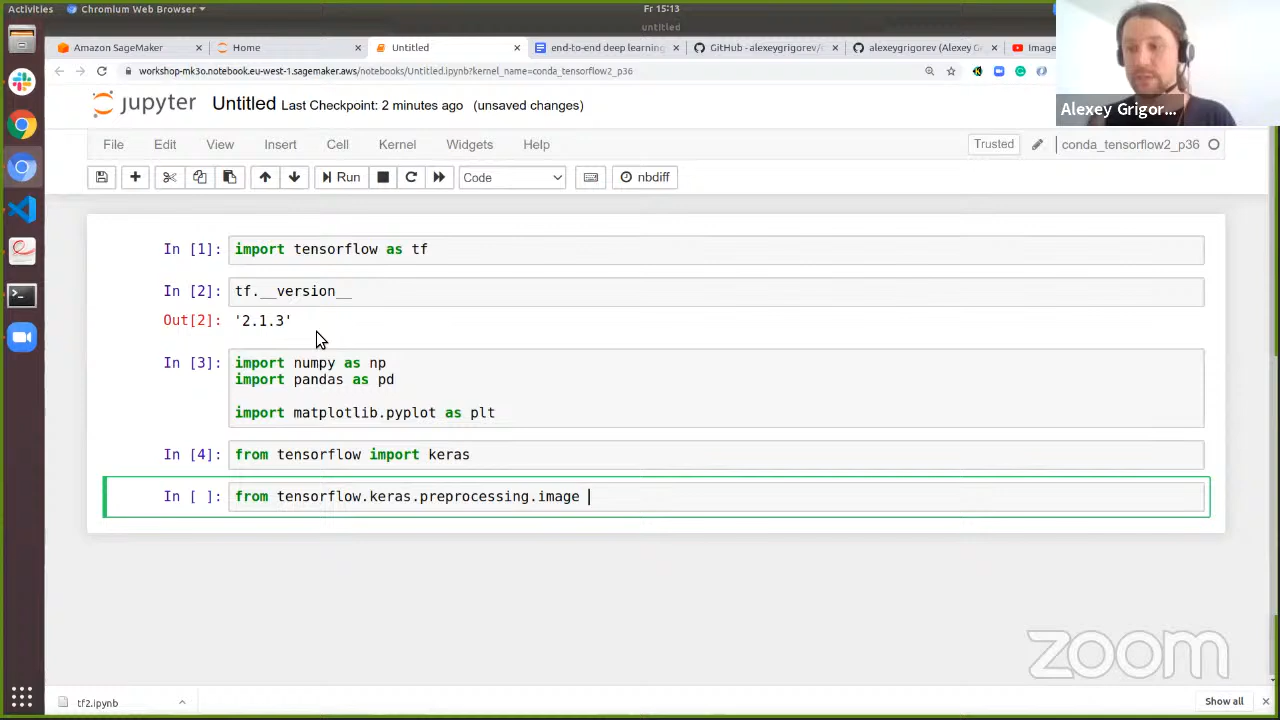 Activities
Chromium Web Browser
Fr 15:13
untitled
Amazon SageMaker
Home
Untitled
end-to-end deep learning
GitHub - alexeygrigorev/c
alexeygrigorev (Alexey G
Image
workshop-mk3o.notebook.eu-west-1.sagemaker.aws/notebooks/Untitled.ipynb?kernel_name=conda_tensorflow2_p36
Alexey Grigor...
jupyter Untitled Last Checkpoint: 2 minutes ago (unsaved changes)
File Edit View Insert Cell Kernel Widgets Help
Trusted
conda_tensorflow2_p36
Run
Code
nbdiff
In [1]: import tensorflow as tf
In [2]: tf.__version__
Out[2]: '2.1.3'
In [3]: import numpy as np
import pandas as pd
import matplotlib.pyplot as plt
In [4]: from tensorflow import keras
In [ ]: from tensorflow.keras.preprocessing.image
zoom
tf2.ipynb
Show all